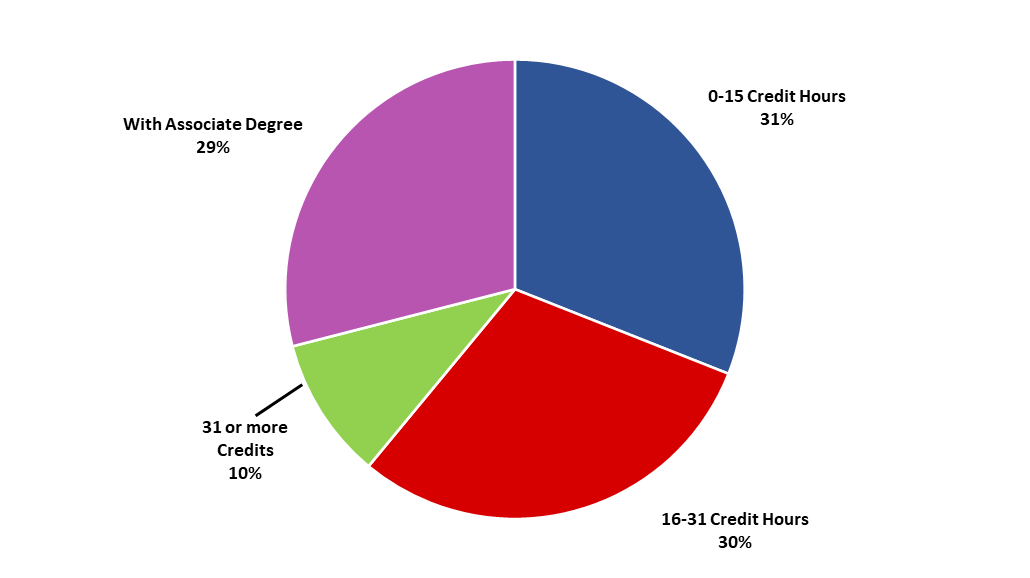 0-15 Credit Hours
31%
With Associate Degree
29%
31 or more
Credits
10%
16-31 Credit Hours
30%